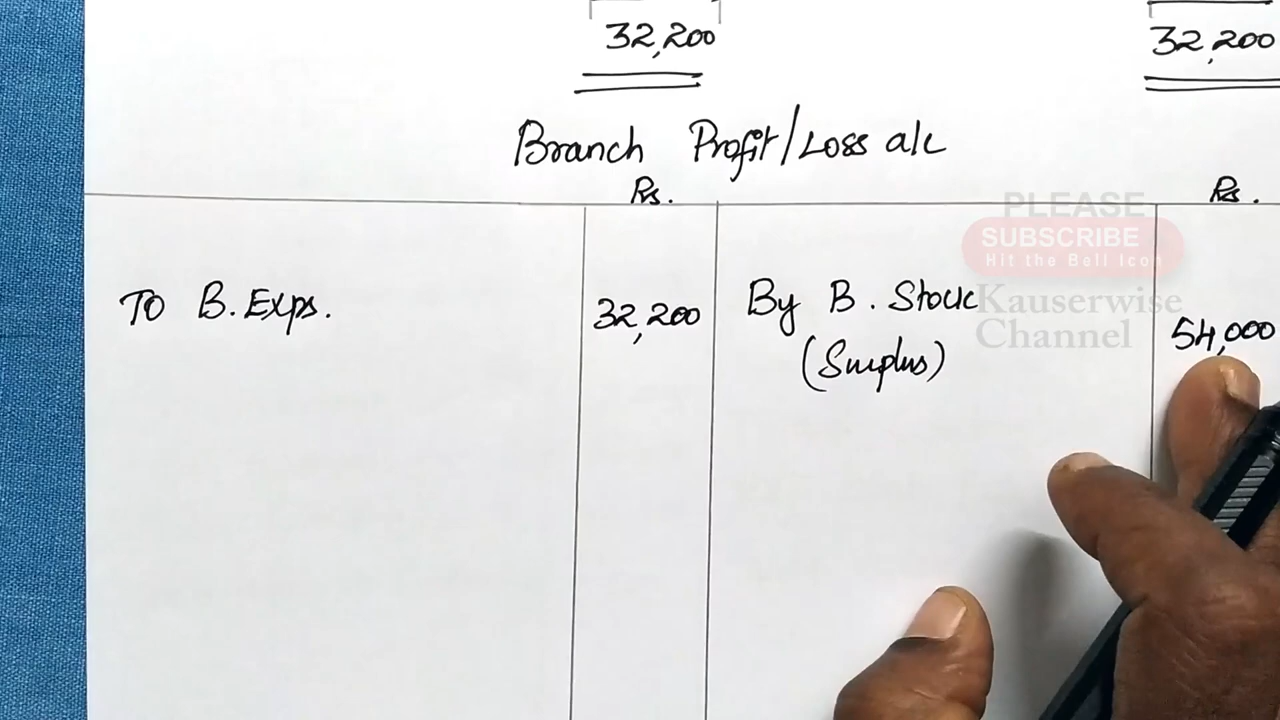 32,200 32,200
Branch Profit/Loss a/c
Rs. Rs.
PLEASE
SUBSCRIBE
Hit the Bell Icon
To B. Exps. 32,200 By B. Stock 54,000
(Surplus)
Kauserwise
Channel